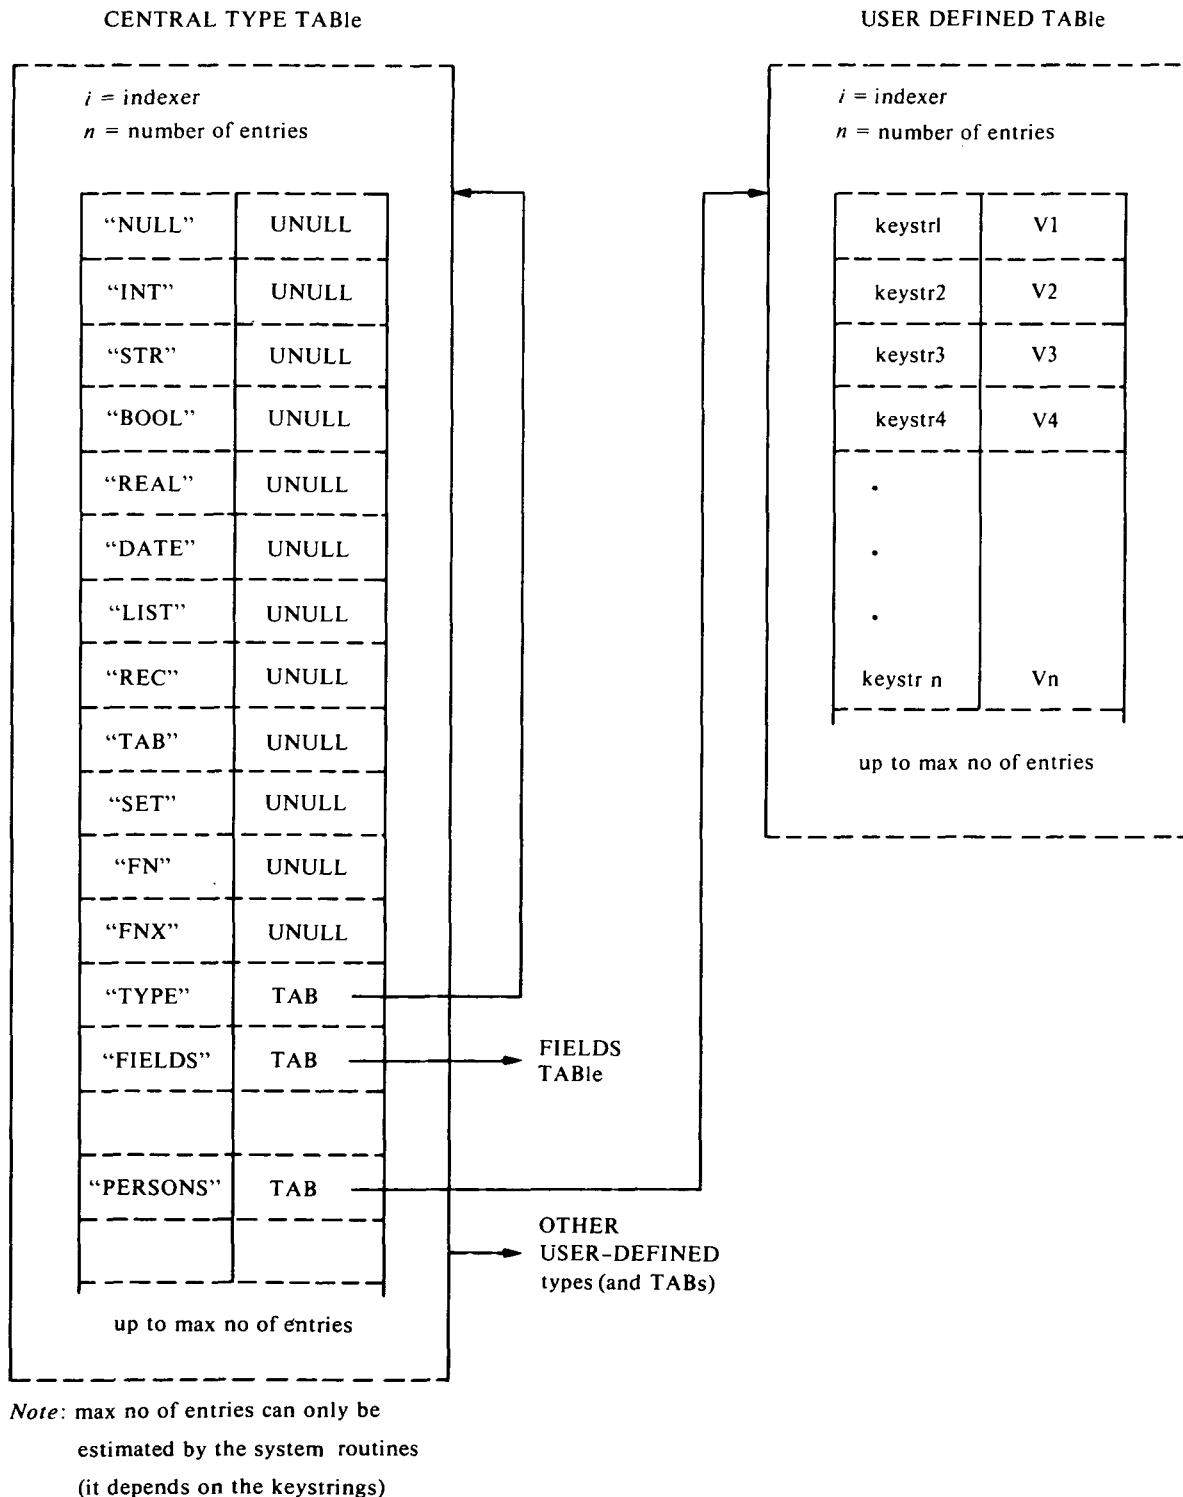 CENTRAL TYPE TABle
i = indexer
n = number of entries
“NULL” UNULL
“INT” UNULL
“STR” UNULL
“BOOL” UNULL
“REAL” UNULL
“DATE” UNULL
“LIST” UNULL
“REC” UNULL
“TAB” UNULL
“SET” UNULL
“FN” UNULL
“FNX” UNULL
“TYPE” TAB
“FIELDS” TAB
FIELDS
TABle
“PERSONS” TAB
OTHER
USER-DEFINED
types (and TABs)
up to max no of entries
Note: max no of entries can only be
estimated by the system routines
(it depends on the keystrings)
USER DEFINED TABle
i = indexer
n = number of entries
keystr1 V1
keystr2 V2
keystr3 V3
keystr4 V4
.
.
.
keystr n Vn
up to max no of entries